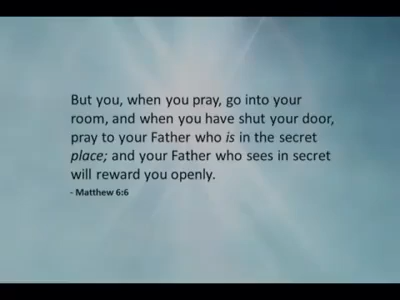 But you, when you pray, go into your
room, and when you have shut your door,
pray to your Father who is in the secret
place; and your Father who sees in secret
will reward you openly.
- Matthew 6:6